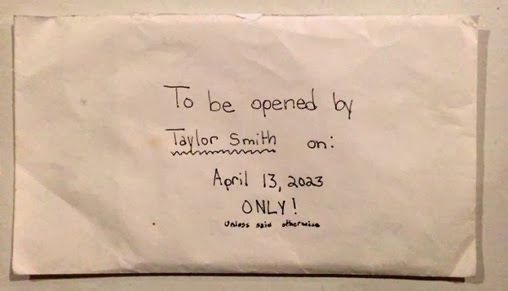 To be opened by
Taylor Smith on:
April 13, 2023
ONLY!
unless said otherwise